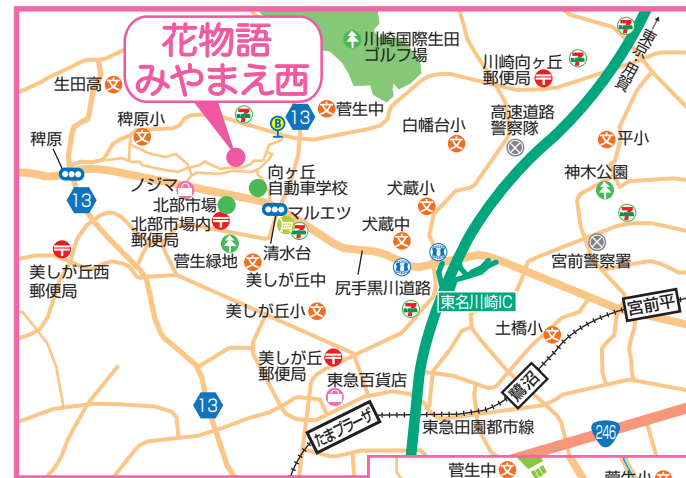 花物語
みやまえ西
川崎国際生田
ゴルフ場
→東京・用賀
川崎向ヶ丘
郵便局
生田高
稗原小
13
菅生中
B
高速道路
警察隊
白幡台小
平小
稗原
ノジマ
向ヶ丘
自動車学校
神木公園
13
北部市場
北部市場内
郵便局
マルエツ
犬蔵小
犬蔵中
清水台
菅生緑地
美しが丘西
郵便局
美しが丘中
尻手黒川道路
宮前警察署
東名川崎IC
宮前平
美しが丘小
土橋小
美しが丘
郵便局
東急百貨店
鷺沼
13
たまプラーザ
東急田園都市線
246
菅生中
菅生小